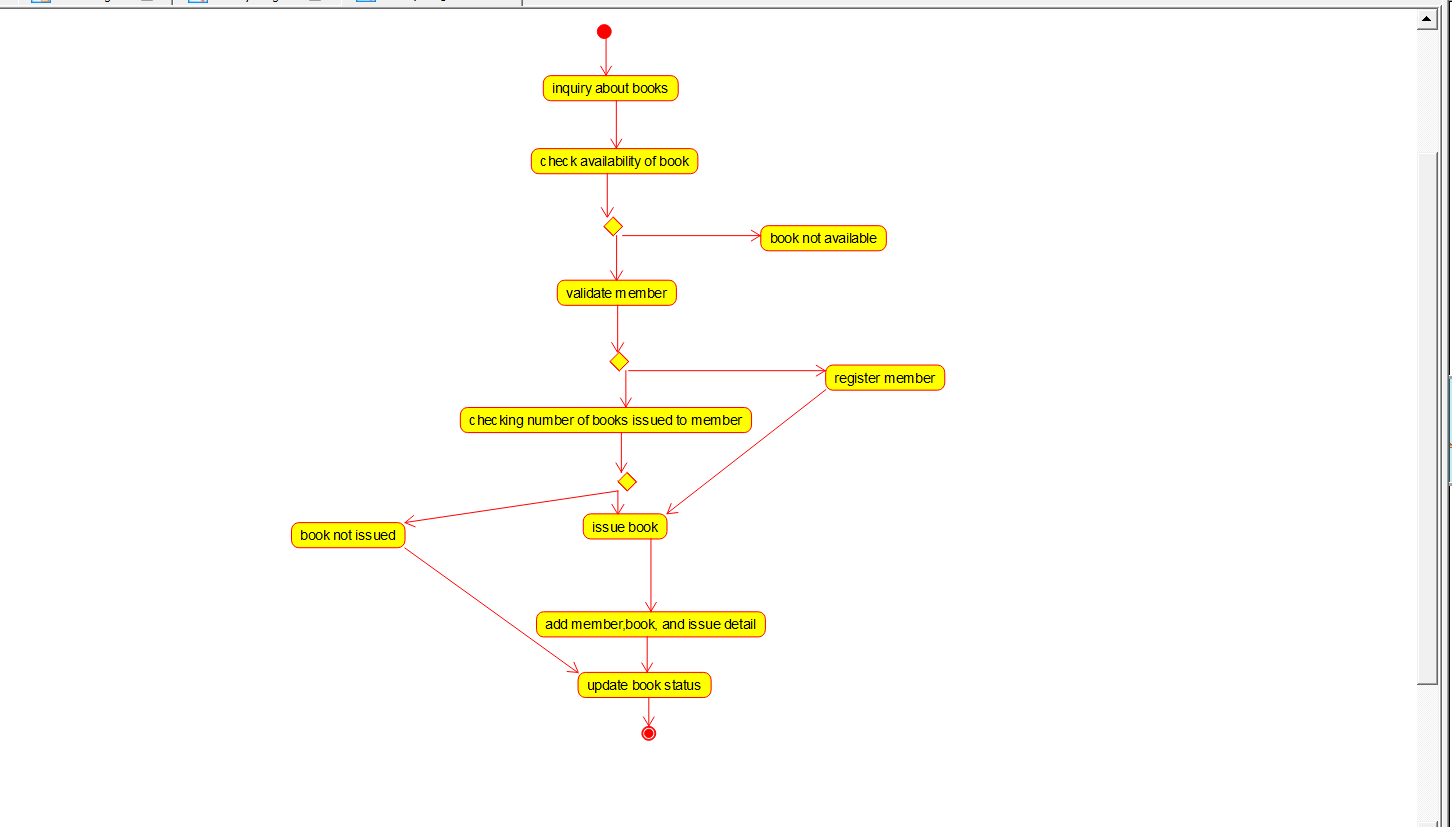 inquiry about books
check availability of book
book not available
validate member
register member
checking number of books issued to member
issue book
book not issued
add member,book, and issue detail
update book status